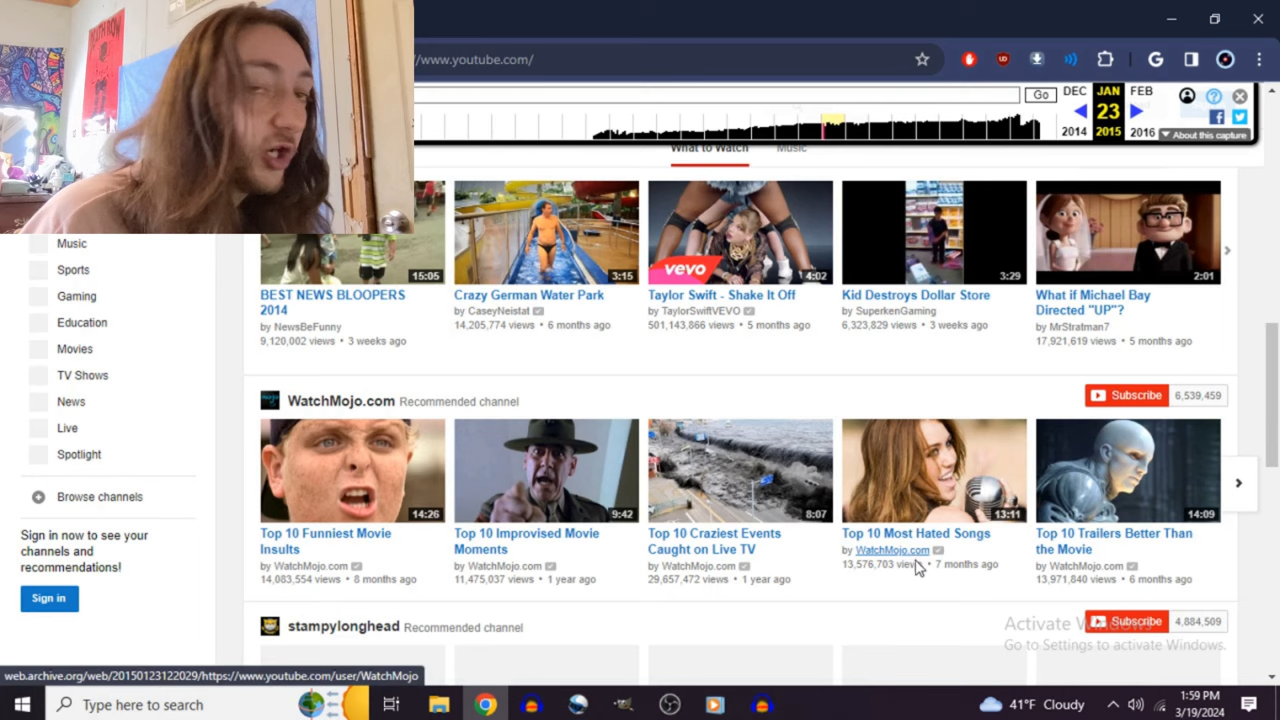 //www.youtube.com/
Go
DEC
JAN
FEB
23
2014
2015
2016
About this capture
What to Watch
Music
Music
Sports
Gaming
Education
Movies
TV Shows
News
Live
Spotlight
Browse channels
Sign in now to see your
channels and
recommendations!
Sign in
15:05
BEST NEWS BLOOPERS
2014
by NewsBeFunny
9,120,002 views • 3 weeks ago
3:15
Crazy German Water Park
by CaseyNeistat
14,205,774 views • 6 months ago
vevo
4:02
Taylor Swift - Shake It Off
by TaylorSwiftVEVO
501,143,866 views • 5 months ago
3:29
Kid Destroys Dollar Store
by SuperkenGaming
6,323,829 views • 3 weeks ago
2:01
What if Michael Bay
Directed "UP"?
by MrStratman7
17,921,619 views • 5 months ago
WatchMojo.com Recommended channel
Subscribe 6,539,459
14:26
Top 10 Funniest Movie
Insults
by WatchMojo.com
14,083,554 views • 8 months ago
9:42
Top 10 Improvised Movie
Moments
by WatchMojo.com
11,475,037 views • 1 year ago
8:07
Top 10 Craziest Events
Caught on Live TV
by WatchMojo.com
29,657,472 views • 1 year ago
13:11
Top 10 Most Hated Songs
by WatchMojo.com
13,576,703 views • 7 months ago
14:09
Top 10 Trailers Better Than
the Movie
by WatchMojo.com
13,971,840 views • 6 months ago
stampylonghead Recommended channel
Subscribe 4,884,509
Activate Windows
Go to Settings to activate Windows.
web.archive.org/web/20150123122029/https://www.youtube.com/user/WatchMojo
Type here to search
41°F Cloudy
1:59 PM
3/19/2024